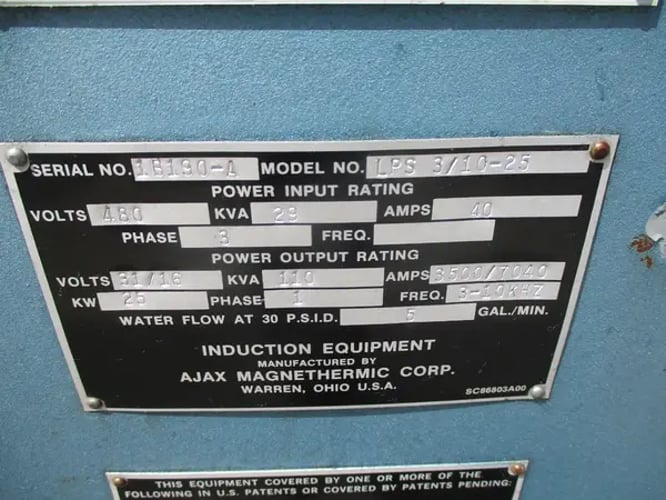 SERIAL NO. 18190-A MODEL NO. LPS 3/10-25
POWER INPUT RATING
VOLTS 480 KVA 29 AMPS 40
PHASE 3 FREQ.
POWER OUTPUT RATING
VOLTS 31/16 KVA 110 AMPS 3500/7040
KW 25 PHASE 1 FREQ. 3-10KHZ
WATER FLOW AT 30 P.S.I.D. 5 GAL./MIN.
INDUCTION EQUIPMENT
MANUFACTURED BY
AJAX MAGNETHERMIC CORP.
WARREN, OHIO U.S.A.
SC86803A00
THIS EQUIPMENT COVERED BY ONE OR MORE OF THE
FOLLOWING IN U.S. PATENTS OR COVERED BY PATENTS PENDING: